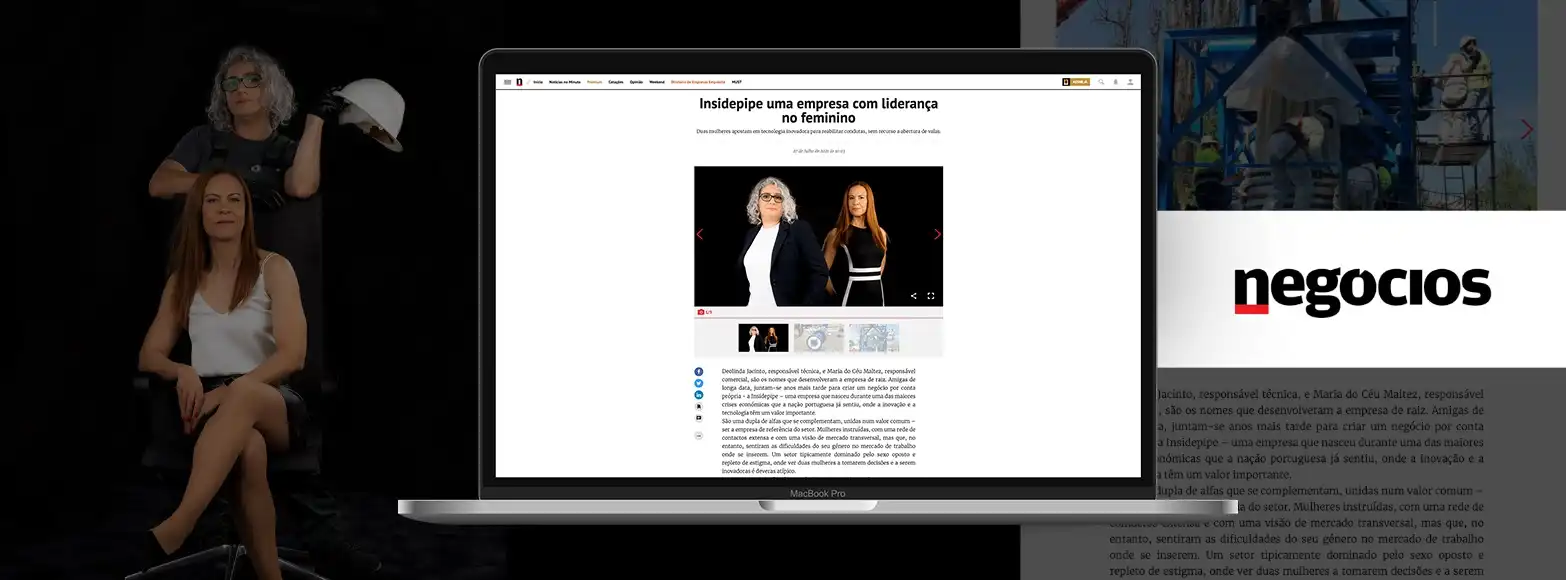 Início Notícias no Minuto Premium Cotações Opinião Weekend Diretório de Empresas MUST
Insidepipe uma empresa com liderança
no feminino
Duas mulheres apostam em tecnologia inovadora para reabilitar condutas, sem recurso a abertura de valas.
1/3
Deolinda Jacinto, responsável técnica, e Maria do Céu Maltez, responsável
comercial, são os nomes que desenvolveram a empresa de raiz. Amigas de
longa data, juntam-se anos mais tarde para criar um negócio por conta
própria - a Insidepipe – uma empresa que nasceu durante uma das maiores
crises económicas que a nação portuguesa já sentiu, onde a inovação e a
tecnologia têm um valor importante.
São uma dupla de alfas que se complementam, unidas num valor comum –
ser a empresa de referência do setor. Mulheres instruídas, com uma rede de
contactos extensa e com uma visão de mercado transversal, mas que, no
entanto, sentiram as dificuldades do seu género no mercado de trabalho
onde se inserem. Um setor tipicamente dominado pelo sexo oposto e
repleto de estigma, onde ver duas mulheres a tomarem decisões e a serem
inovadoras é deveras atípico.
MacBook Pro
negocios
Jacinto, responsável técnica, e Maria do Céu Maltez, responsável
, são os nomes que desenvolveram a empresa de raiz. Amigas de
a, juntam-se anos mais tarde para criar um negócio por conta
a Insidepipe – uma empresa que nasceu durante uma das maiores
onómicas que a nação portuguesa já sentiu, onde a inovação e a
a têm um valor importante.
dupla de alfas que se complementam, unidas num valor comum –
a do setor. Mulheres instruídas, com uma rede de
contactos extensa e com uma visão de mercado transversal, mas que, no
entanto, sentiram as dificuldades do seu género no mercado de trabalho
onde se inserem. Um setor tipicamente dominado pelo sexo oposto e
repleto de estigma, onde ver duas mulheres a tomarem decisões e a serem